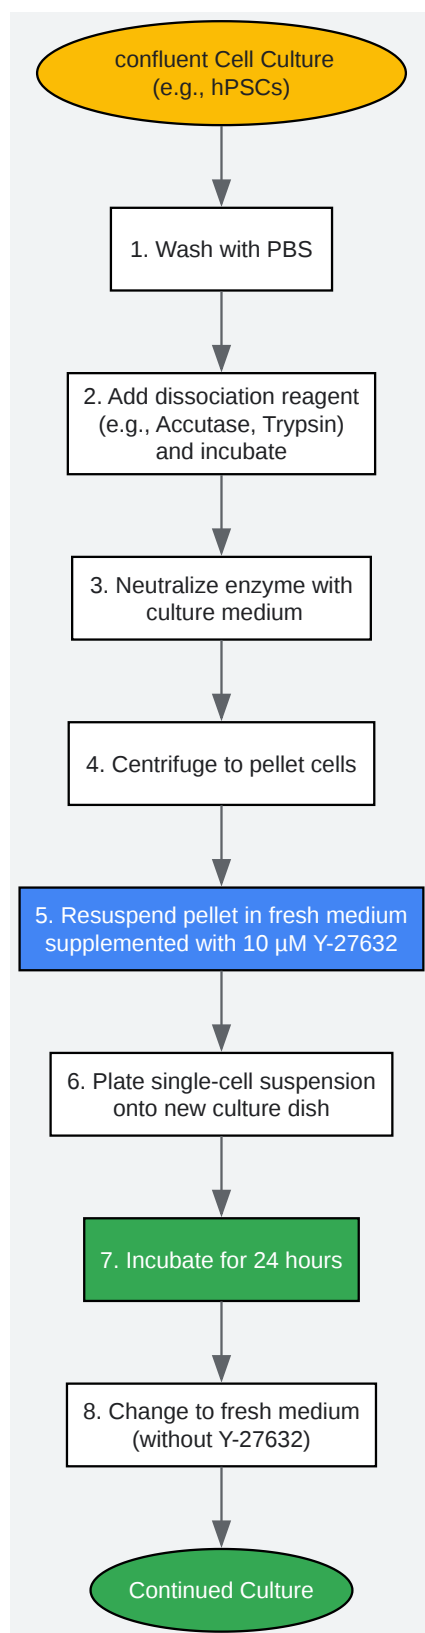 confluent Cell Culture
(e.g., hPSCs)
1. Wash with PBS
2. Add dissociation reagent
(e.g., Accutase, Trypsin)
and incubate
3. Neutralize enzyme with
culture medium
4. Centrifuge to pellet cells
5. Resuspend pellet in fresh medium
supplemented with 10 µM Y-27632
6. Plate single-cell suspension
onto new culture dish
7. Incubate for 24 hours
8. Change to fresh medium
(without Y-27632)
Continued Culture